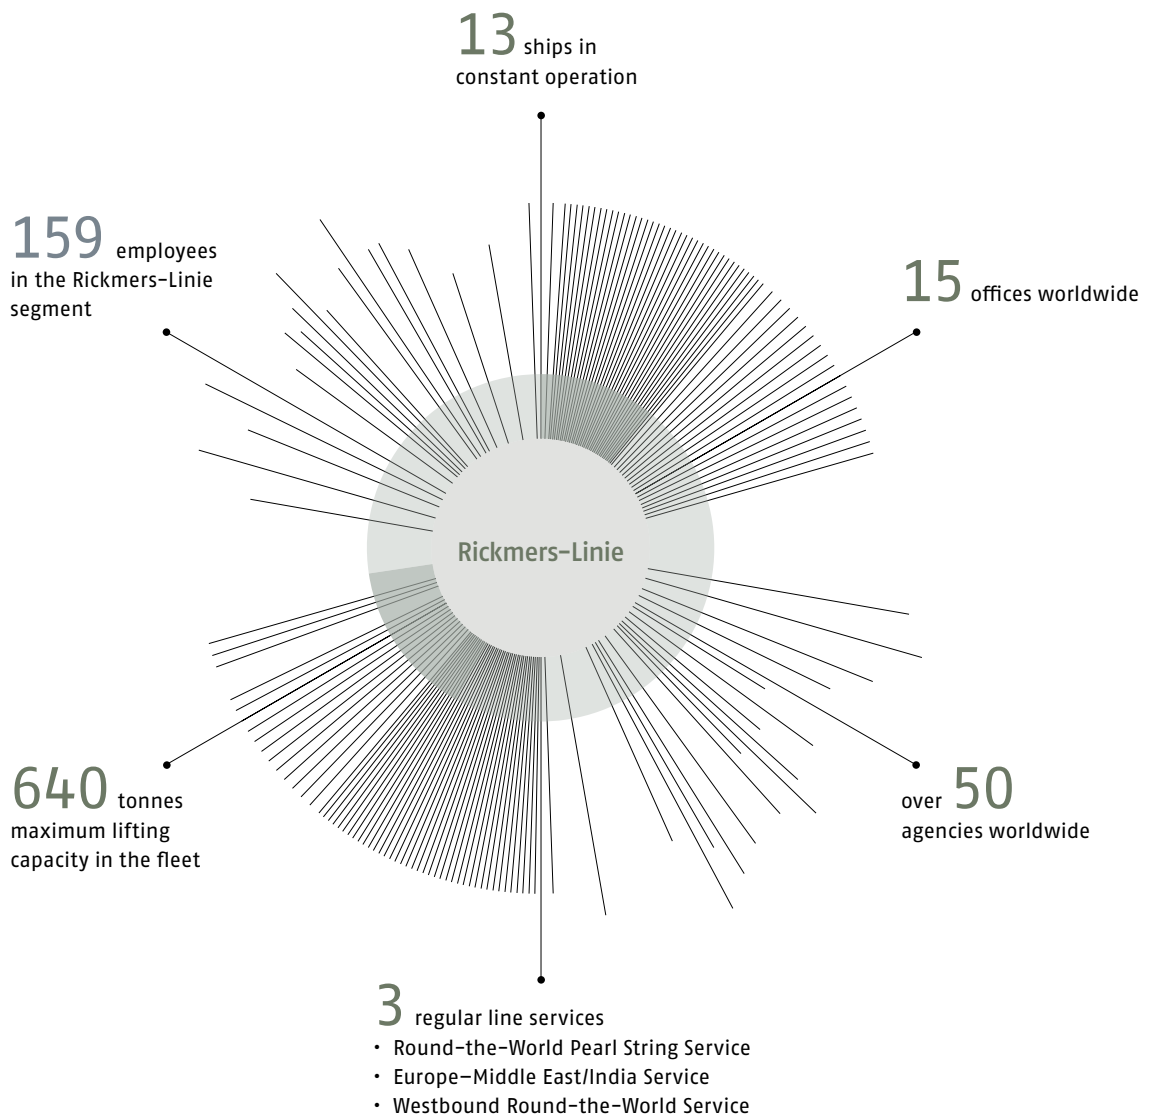 13 ships in
constant operation
159 employees
in the Rickmers-Linie
segment
15 offices worldwide
Rickmers-Linie
640 tonnes
maximum lifting
capacity in the fleet
over 50
agencies worldwide
3 regular line services
• Round-the-World Pearl String Service
• Europe–Middle East/India Service
• Westbound Round-the-World Service